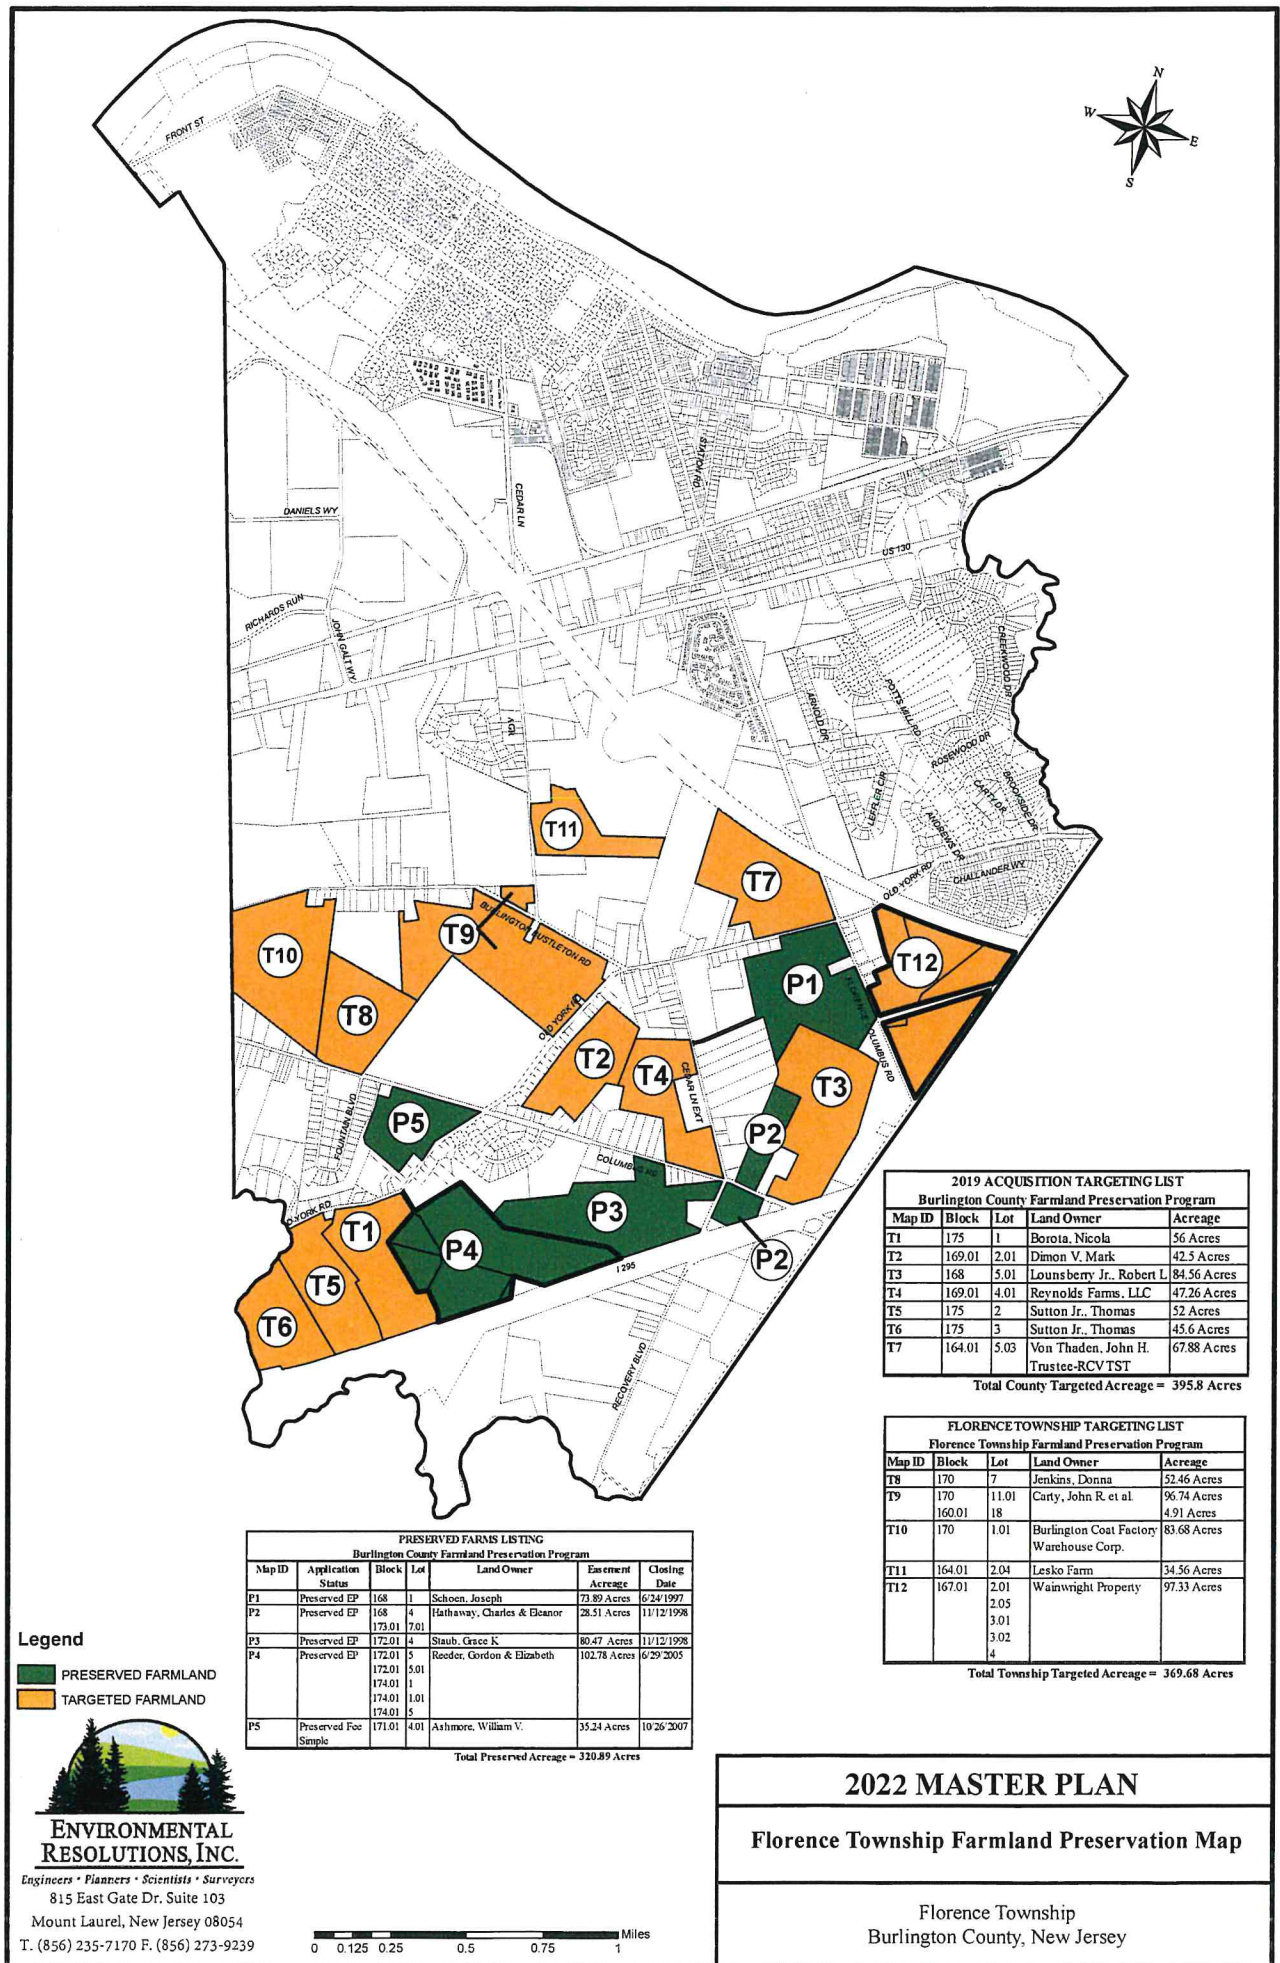 N
W
E
S
FRONT ST
STATION RD
CEDAR LN
DANIELS WY
US 130
RICHARDS RUN
JOHN GALT WY
CREEKWOOD DR
POTTS MILL RD
ARNOLD DR
ROSEWOOD DR
LEFFLER CIR
BROOKSIDE DR
CARTY DR
ANDREWS DR
CHALLANDER WY
OLD YORK RD
T11
T7
BURLINGTON BUSTLETON RD
T9
T10
T12
P1
T8
OLD YORK RD
FLORENCE COLUMBUS RD
T2
T4
T3
CEDAR LN EXT
FOUNTAIN BLVD
P5
P2
COLUMBUS RD
T1
P3
P4
P2
I 295
T5
T6
RECOVERY BLVD
2019 ACQUISITION TARGETING LIST
Burlington County Farmland Preservation Program
Map ID Block Lot Land Owner Acreage
T1 175 1 Borota, Nicola 56 Acres
T2 169.01 2.01 Dimon V, Mark 42.5 Acres
T3 168 5.01 Lounsberry Jr., Robert L 84.56 Acres
T4 169.01 4.01 Reynolds Farms, LLC 47.26 Acres
T5 175 2 Sutton Jr., Thomas 52 Acres
T6 175 3 Sutton Jr., Thomas 45.6 Acres
T7 164.01 5.03 Von Thaden, John H. 67.88 Acres
Trustee-RCV TST
Total County Targeted Acreage = 395.8 Acres
FLORENCE TOWNSHIP TARGETING LIST
Florence Township Farmland Preservation Program
Map ID Block Lot Land Owner Acreage
T8 170 7 Jenkins, Donna 52.46 Acres
T9 170 11.01 Carty, John R. et al. 96.74 Acres
160.01 18 4.91 Acres
T10 170 1.01 Burlington Coat Factory 83.68 Acres
Warehouse Corp.
T11 164.01 2.04 Lesko Farm 34.56 Acres
T12 167.01 2.01 Wainwright Property 97.33 Acres
2.05
3.01
3.02
4
Total Township Targeted Acreage = 369.68 Acres
PRESERVED FARMS LISTING
Burlington County Farmland Preservation Program
Map ID Application Block Lot Land Owner Easement Closing
Status Acreage Date
P1 Preserved EP 168 1 Schoen, Joseph 73.89 Acres 6/24/1997
P2 Preserved EP 168 4 Hathaway, Charles & Eleanor 28.51 Acres 11/12/1998
173.01 7.01
P3 Preserved EP 172.01 4 Staub, Grace K 80.47 Acres 11/12/1998
P4 Preserved EP 172.01 5 Reeder, Gordon & Elizabeth 102.78 Acres 6/29/2005
172.01 5.01
174.01 1
174.01 1.01
174.01 5
P5 Preserved Fee 171.01 4.01 Ashmore, William V. 35.24 Acres 10/26/2007
Simple
Total Preserved Acreage = 320.89 Acres
Legend
PRESERVED FARMLAND
TARGETED FARMLAND
ENVIRONMENTAL
RESOLUTIONS, INC.
Engineers • Planners • Scientists • Surveyors
815 East Gate Dr. Suite 103
Mount Laurel, New Jersey 08054
T. (856) 235-7170 F. (856) 273-9239
Miles
0 0.125 0.25 0.5 0.75 1
2022 MASTER PLAN
Florence Township Farmland Preservation Map
Florence Township
Burlington County, New Jersey